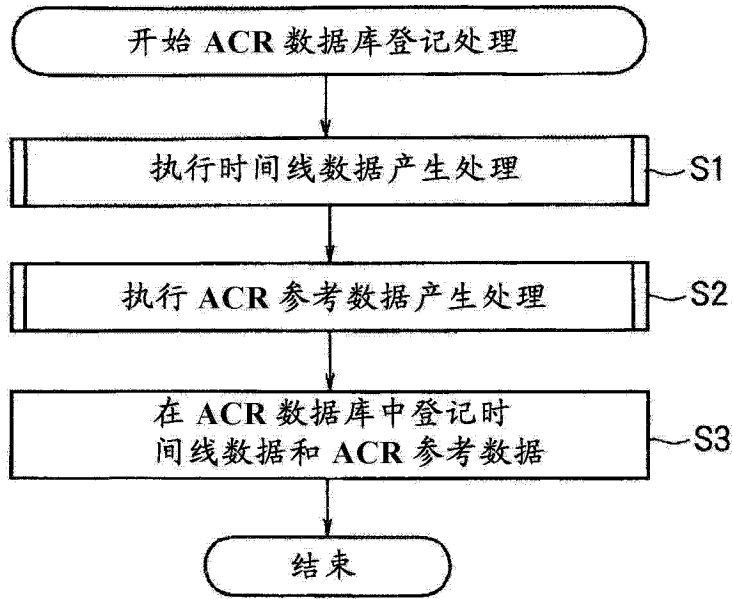 开始 ACR 数据库登记处理
执行时间线数据产生处理
S1
执行 ACR 参考数据产生处理
S2
在 ACR 数据库中登记时
间线数据和 ACR 参考数据
S3
结束